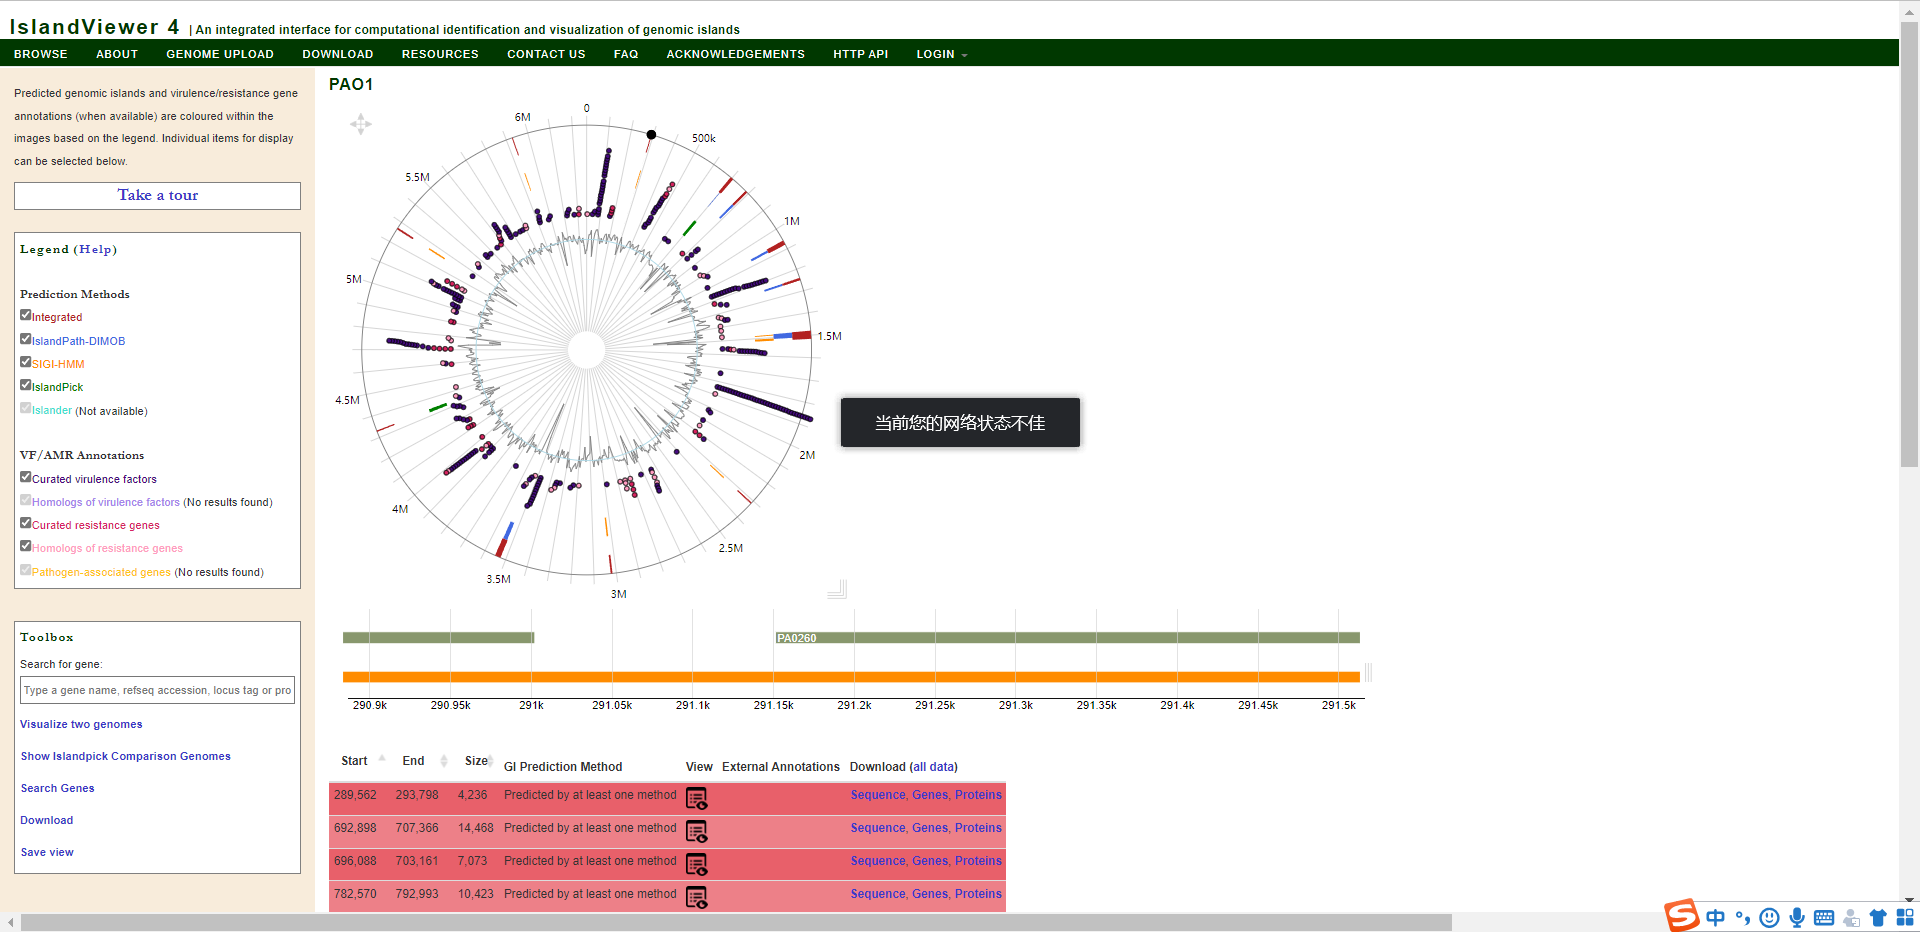 IslandViewer 4 | An integrated interface for computational identification and visualization of genomic islands
BROWSE ABOUT GENOME UPLOAD DOWNLOAD RESOURCES CONTACT US FAQ ACKNOWLEDGEMENTS HTTP API LOGIN
Predicted genomic islands and virulence/resistance gene
annotations (when available) are coloured within the
images based on the legend. Individual items for display
can be selected below.
Take a tour
Legend (Help)
Prediction Methods
Integrated
IslandPath-DIMOB
SIGI-HMM
IslandPick
Islander (Not available)
VF/AMR Annotations
Curated virulence factors
Homologs of virulence factors (No results found)
Curated resistance genes
Homologs of resistance genes
Pathogen-associated genes (No results found)
Toolbox
Search for gene:
Type a gene name, refseq accession, locus tag or pro
Visualize two genomes
Show Islandpick Comparison Genomes
Search Genes
Download
Save view
PAO1
0
500k
1M
1.5M
2M
2.5M
3M
3.5M
4M
4.5M
5M
5.5M
6M
当前您的网络状态不佳
PA0260
290.9k 290.95k 291k 291.05k 291.1k 291.15k 291.2k 291.25k 291.3k 291.35k 291.4k 291.45k 291.5k
Start End Size GI Prediction Method View External Annotations Download (all data)
289,562 293,798 4,236 Predicted by at least one method Sequence, Genes, Proteins
692,898 707,366 14,468 Predicted by at least one method Sequence, Genes, Proteins
696,088 703,161 7,073 Predicted by at least one method Sequence, Genes, Proteins
782,570 792,993 10,423 Predicted by at least one method Sequence, Genes, Proteins
中